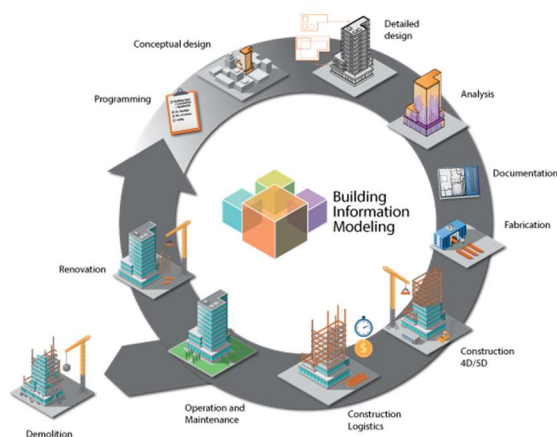 Conceptual design
Detailed
design
Programming
Analysis
Documentation
Building
Information
Modeling
Fabrication
Renovation
Construction
4D/5D
Operation and
Maintenance
Construction
Logistics
Demolition
$